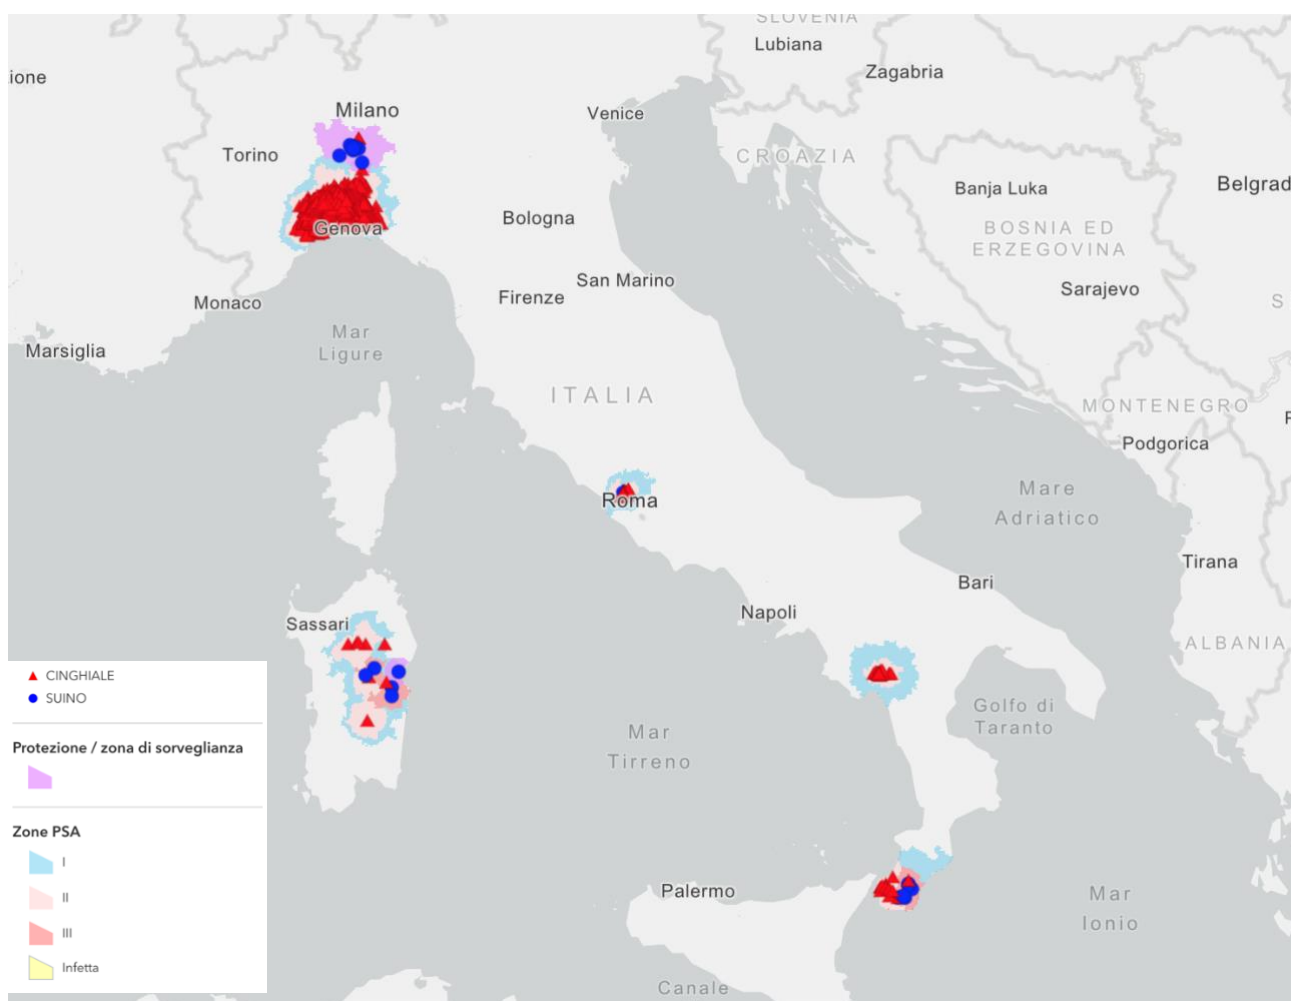 SLOVENIA
Lubiana
Zagabria
ione
Milano
Venice
Torino
CROAZIA
Banja Luka
Belgrad
Bologna
Genova
BOSNIA ED
ERZEGOVINA
San Marino
Sarajevo
Firenze
Monaco
S
Mar
Ligure
Marsiglia
ITALIA
MONTENEGRO
Podgorica
Roma
Mare
Adriatico
Tirana
Bari
Napoli
Sassari
ALBANIA
Golfo di
Taranto
Mar
Tirreno
Palermo
Mar
Ionio
Canale
CINGHIALE
SUINO
Protezione / zona di sorveglianza
Zone PSA
I
II
III
Infetta